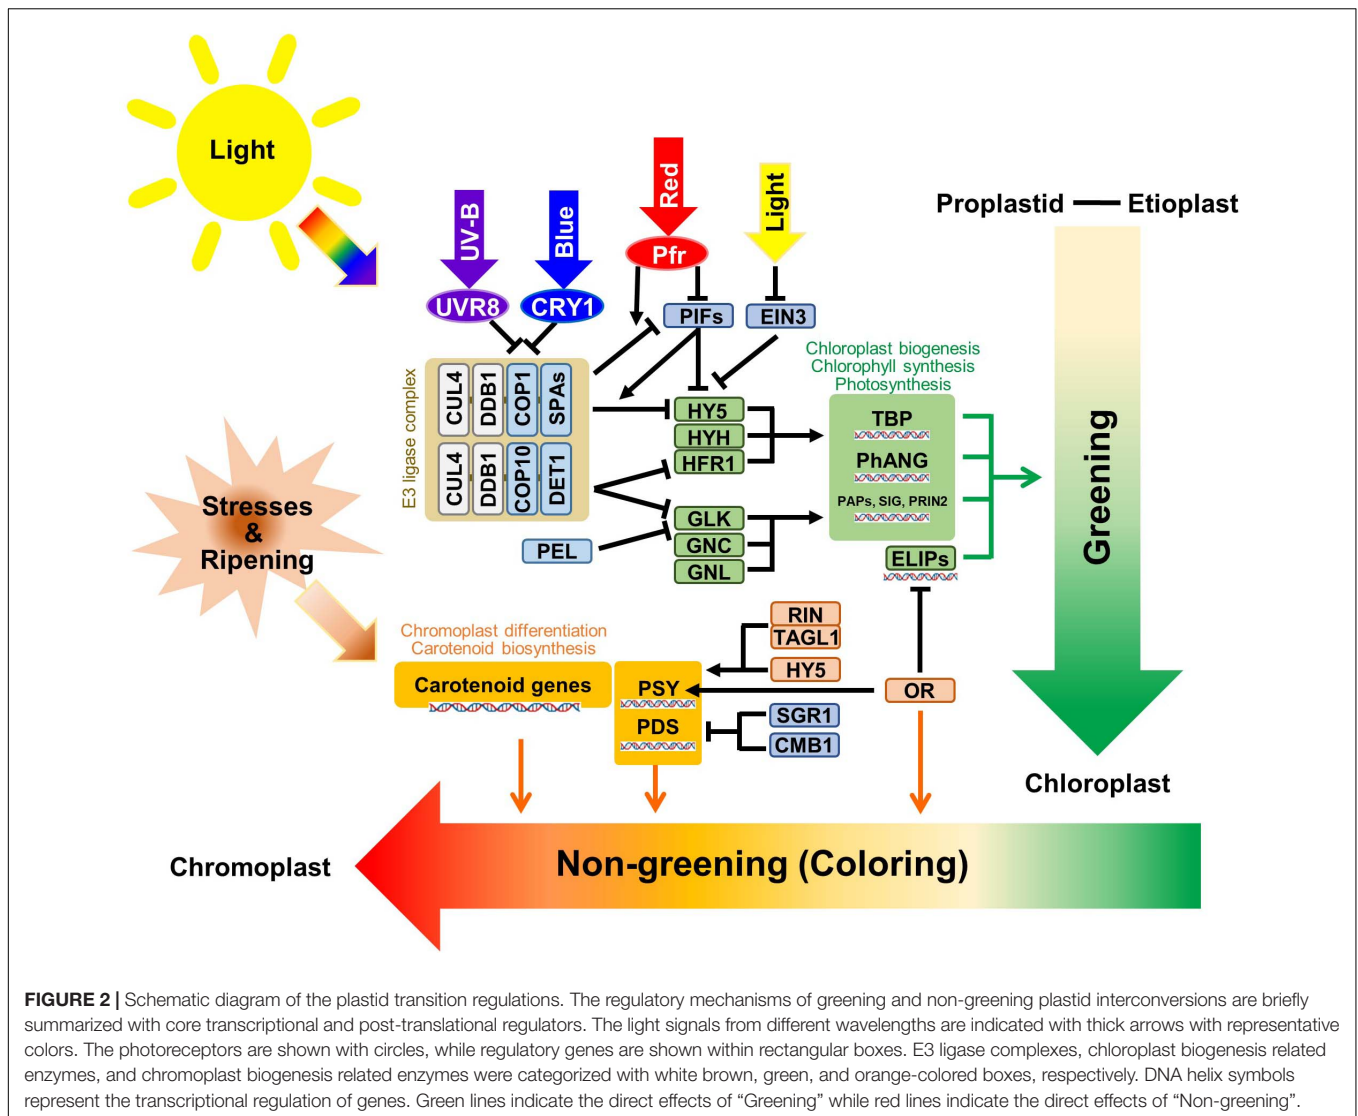 Light
UV-B
Blue
Red
Light
UVR8
CRY1
Pfr
PIFs
EIN3
Proplastid
Etioplast
E3 ligase complex
CUL4
DDB1
COP1
SPAs
CUL4
DDB1
COP10
DET1
PEL
HY5
HYH
HFR1
GLK
GNC
GNL
Chloroplast biogenesis
Chlorophyll synthesis
Photosynthesis
TBP
PhANG
PAPs, SIG, PRIN2
ELIPs
Greening
Chloroplast
Stresses
&
Ripening
Chromoplast differentiation
Carotenoid biosynthesis
Carotenoid genes
PSY
PDS
RIN
TAGL1
HY5
OR
SGR1
CMB1
Chromoplast
Non-greening (Coloring)
FIGURE 2 | Schematic diagram of the plastid transition regulations. The regulatory mechanisms of greening and non-greening plastid interconversions are briefly
summarized with core transcriptional and post-translational regulators. The light signals from different wavelengths are indicated with thick arrows with representative
colors. The photoreceptors are shown with circles, while regulatory genes are shown within rectangular boxes. E3 ligase complexes, chloroplast biogenesis related
enzymes, and chromoplast biogenesis related enzymes were categorized with white brown, green, and orange-colored boxes, respectively. DNA helix symbols
represent the transcriptional regulation of genes. Green lines indicate the direct effects of “Greening” while red lines indicate the direct effects of “Non-greening”.